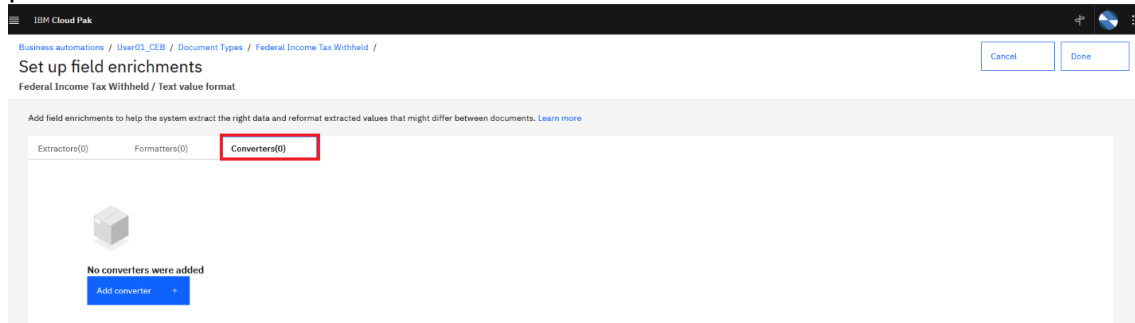 IBM Cloud Pak
Business automations / User01_CEB / Document Types / Federal Income Tax Withheld /
Cancel
Done
Set up field enrichments
Federal Income Tax Withheld / Text value format
Add field enrichments to help the system extract the right data and reformat extracted values that might differ between documents. Learn more
Extractors(0) Formatters(0) Converters(0)
No converters were added
Add converter +